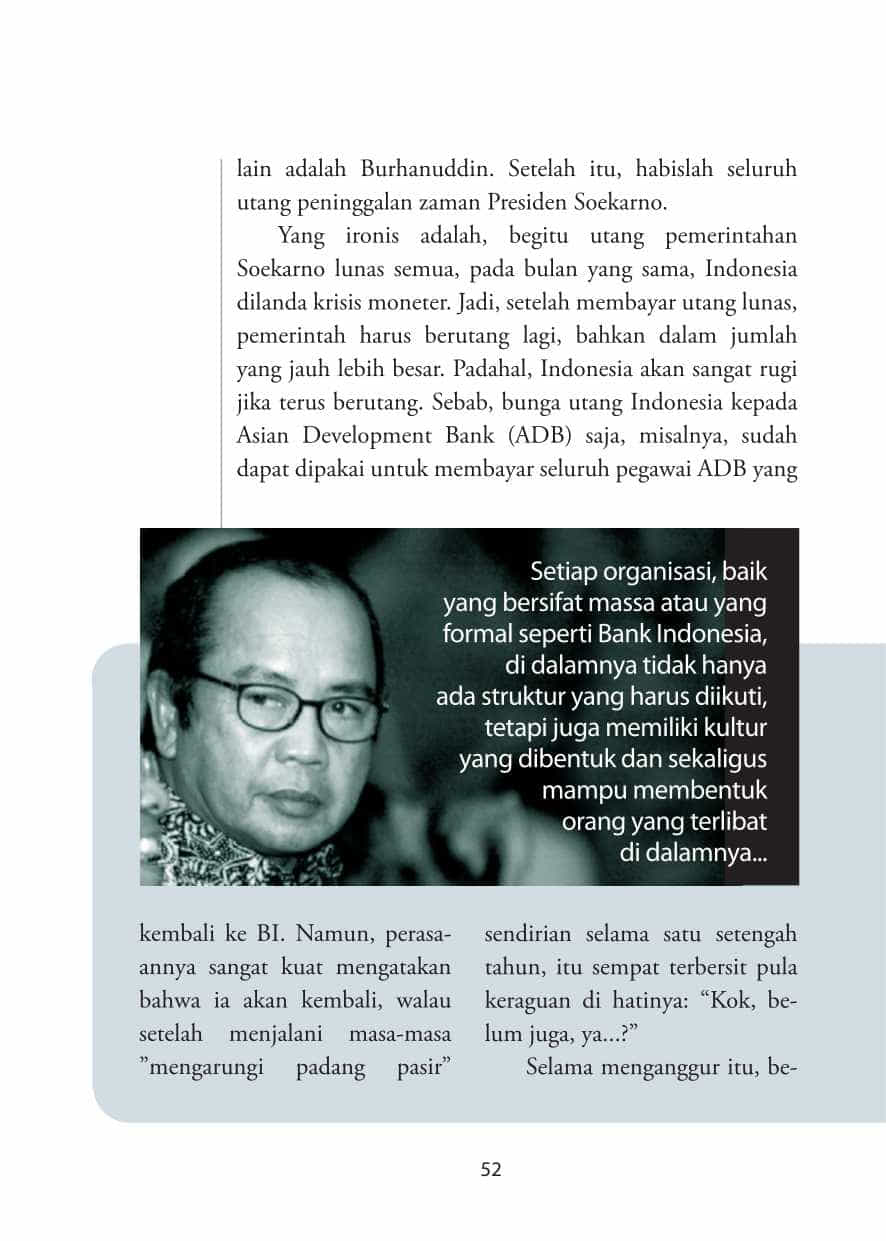 lain adalah Burhanuddin. Setelah itu, habislah seluruh
utang peninggalan zaman Presiden Soekarno.
Yang ironis adalah, begitu utang pemerintahan
Soekarno lunas semua, pada bulan yang sama, Indonesia
dilanda krisis moneter. Jadi, setelah membayar utang lunas,
pemerintah harus berutang lagi, bahkan dalam jumlah
yang jauh lebih besar. Padahal, Indonesia akan sangat rugi
jika terus berutang. Sebab, bunga utang Indonesia kepada
Asian Development Bank (ADB) saja, misalnya, sudah
dapat dipakai untuk membayar seluruh pegawai ADB yang
Setiap organisasi, baik
yang bersifat massa atau yang
formal seperti Bank Indonesia,
di dalamnya tidak hanya
ada struktur yang harus diikuti,
tetapi juga memiliki kultur
yang dibentuk dan sekaligus
mampu membentuk
orang yang terlibat
di dalamnya...
kembali ke BI. Namun, perasa-
annya sangat kuat mengatakan
bahwa ia akan kembali, walau
setelah menjalani masa-masa
”mengarungi padang pasir”
sendirian selama satu setengah
tahun, itu sempat terbersit pula
keraguan di hatinya: “Kok, be-
lum juga, ya...?”
Selama menganggur itu, be-
52